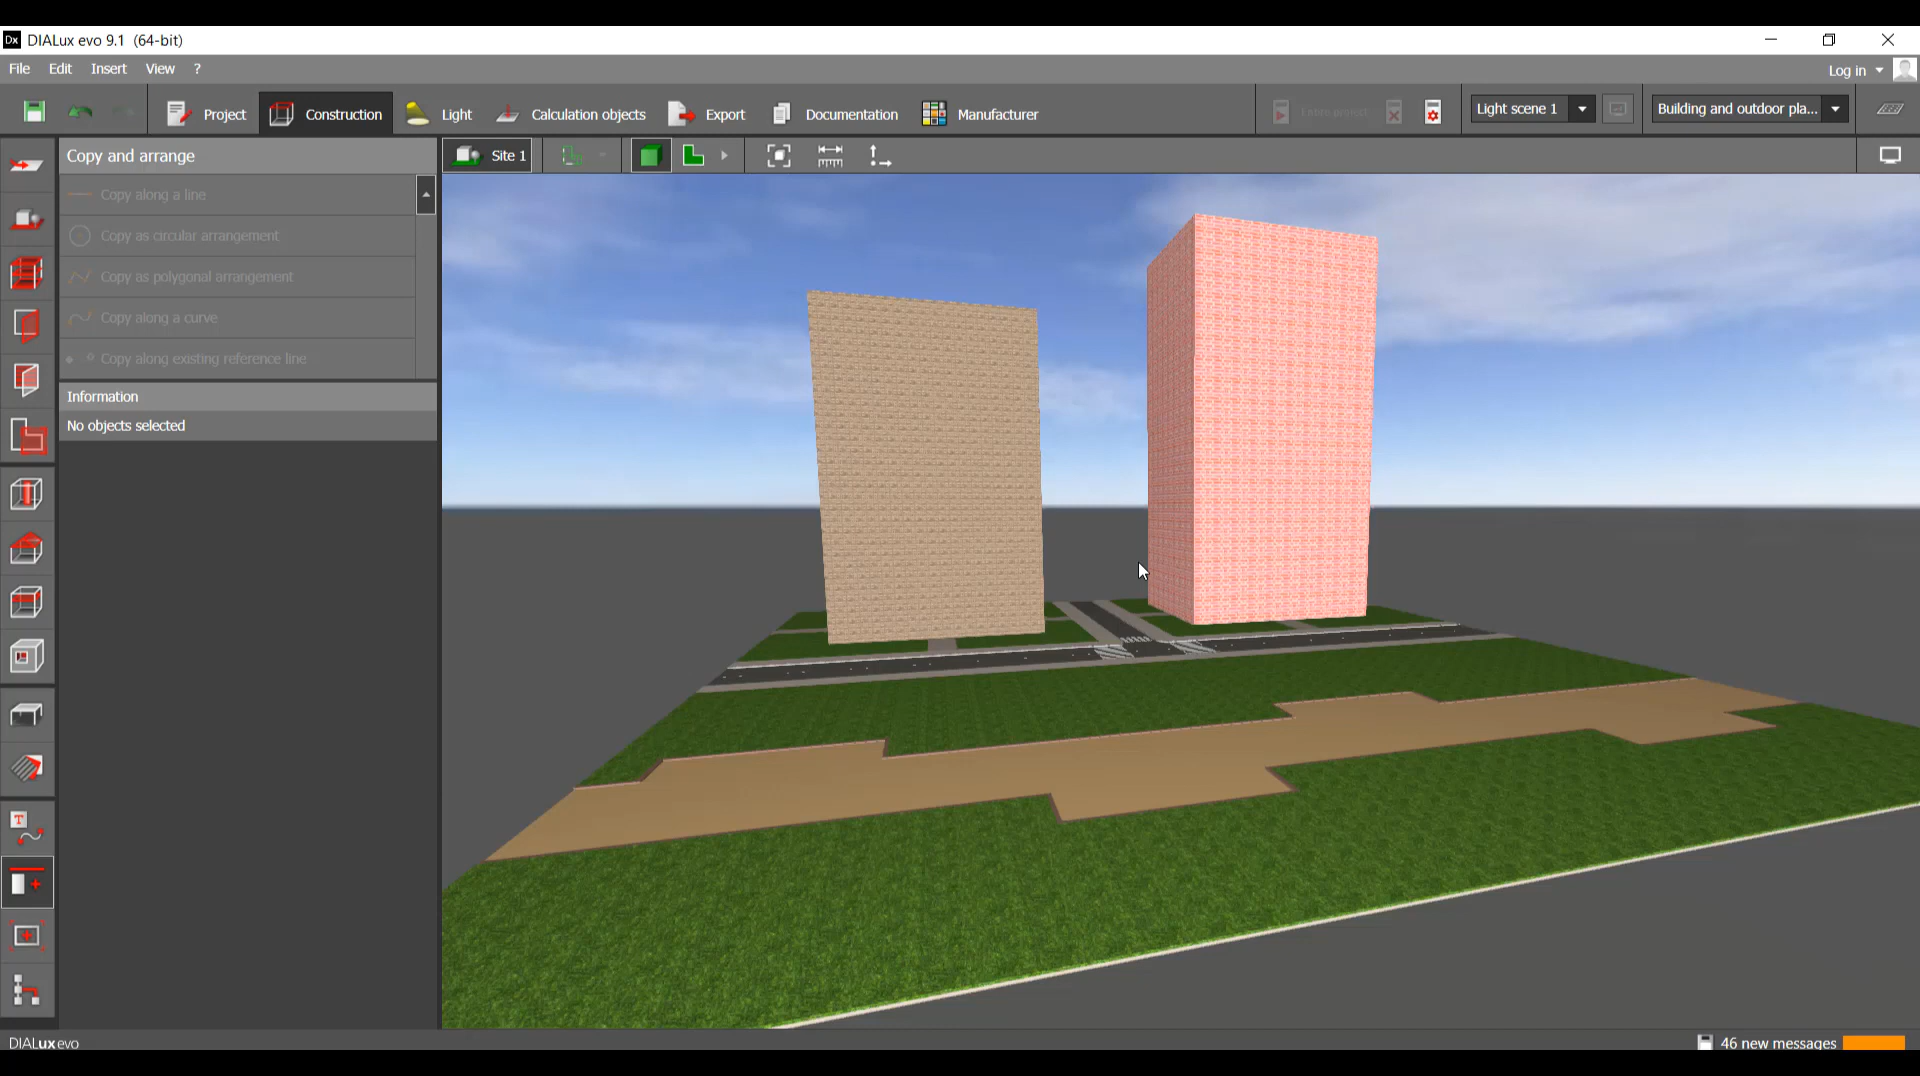 Dx DIALux evo 9.1 (64-bit)
File Edit Insert View ?
Log in
Project Construction Light Calculation objects Export Documentation Manufacturer
Entire project
Light scene 1
Building and outdoor pla...
Copy and arrange
Site 1
Copy along a line
Copy as circular arrangement
Copy as polygonal arrangement
Copy along a curve
Copy along existing reference line
Information
No objects selected
T
DIALux evo
46 new messages